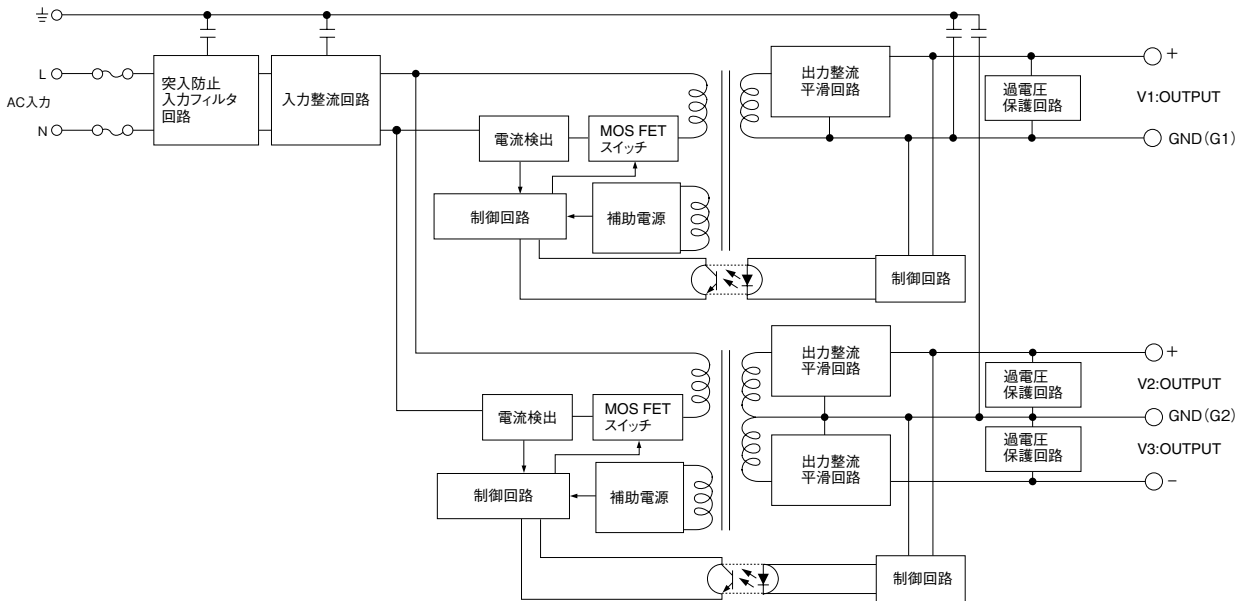 L
AC入力
N
突入防止
入力フィルタ
回路
入力整流回路
電流検出
MOS FET
スイッチ
制御回路
補助電源
出力整流
平滑回路
過電圧
保護回路
+
V1:OUTPUT
GND(G1)
制御回路
電流検出
MOS FET
スイッチ
制御回路
補助電源
出力整流
平滑回路
出力整流
平滑回路
過電圧
保護回路
過電圧
保護回路
+
V2:OUTPUT
GND(G2)
V3:OUTPUT
−
制御回路